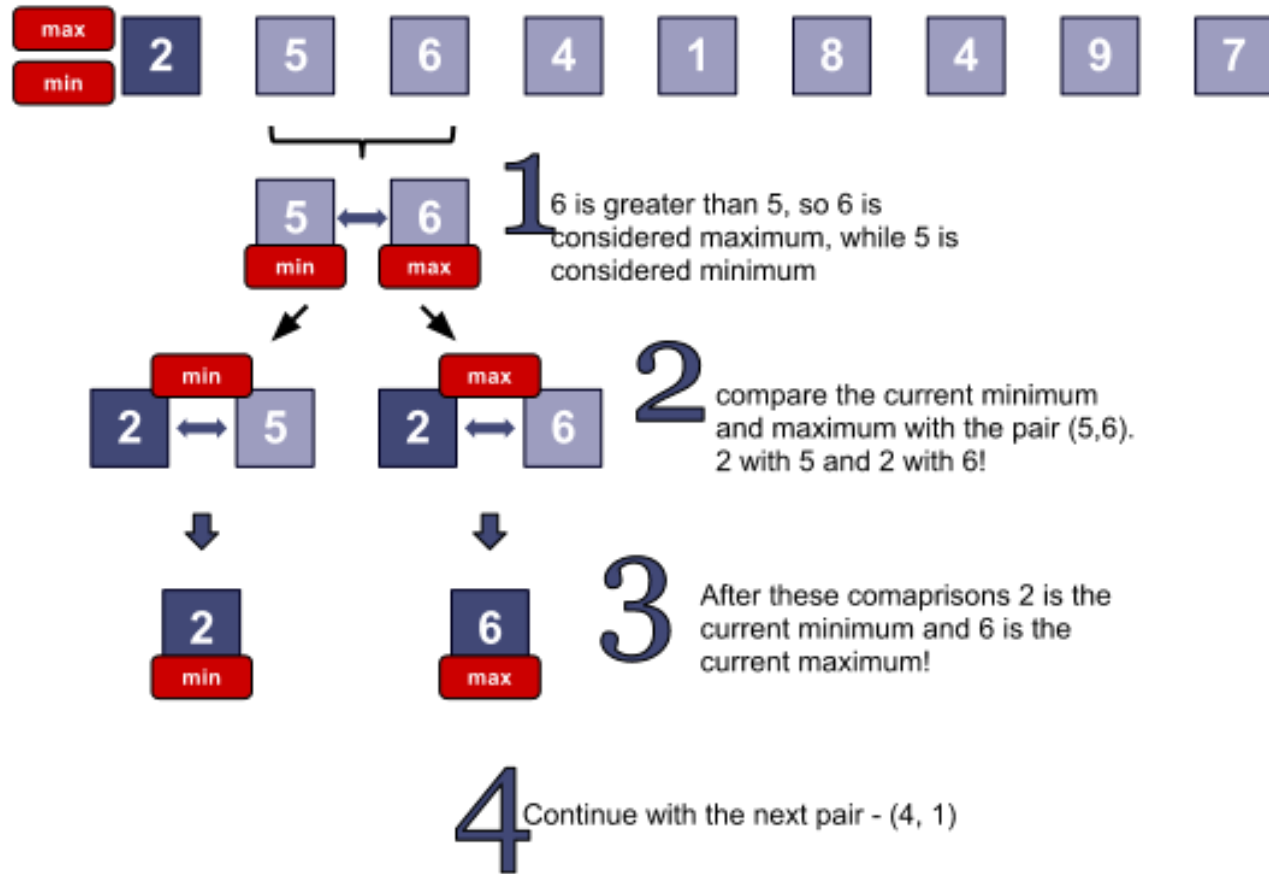 max
min
2 5 6 4 1 8 4 9 7
5 6
min max
1
6 is greater than 5, so 6 is
considered maximum, while 5 is
considered minimum
min max
2 5 2 6
2
compare the current minimum
and maximum with the pair (5,6).
2 with 5 and 2 with 6!
2 6
min max
3
After these comaprisons 2 is the
current minimum and 6 is the
current maximum!
4
Continue with the next pair - (4, 1)